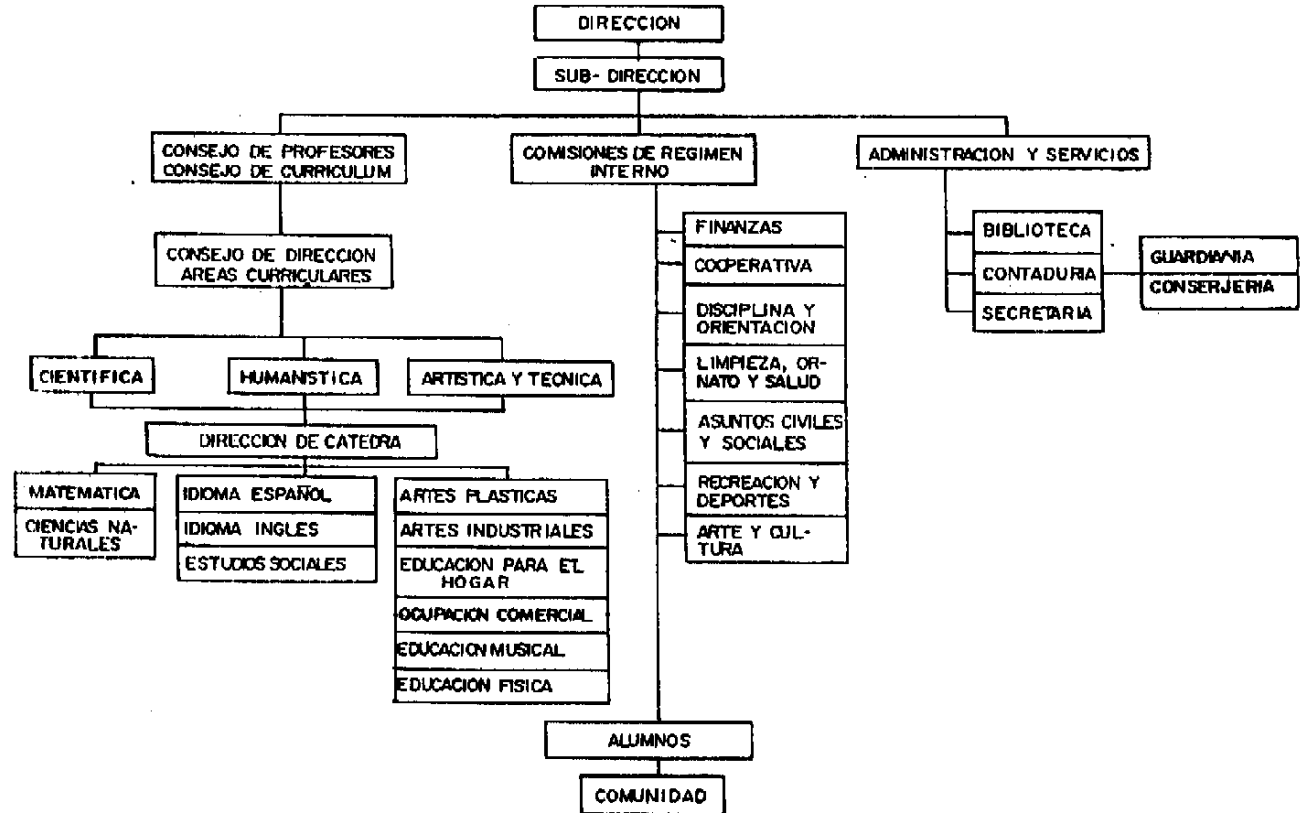 DIRECCION
SUB- DIRECCION
CONSEJO DE PROFESORES
CONSEJO DE CURRICULUM
COMISIONES DE REGIMEN
INTERNO
ADMINISTRACION Y SERVICIOS
CONSEJO DE DIRECCION
AREAS CURRICULARES
CIENTIFICA
HUMANISTICA
ARTISTICA Y TECNICA
DIRECCION DE CATEDRA
MATEMATICA
CIENCIAS NA-
TURALES
IDIOMA ESPAÑOL
IDIOMA INGLES
ESTUDIOS SOCIALES
ARTES PLASTICAS
ARTES INDUSTRIALES
EDUCACION PARA EL
HOGAR
OCUPACION COMERCIAL
EDUCACION MUSICAL
EDUCACION FISICA
FINANZAS
COOPERATIVA
DISCIPLINA Y
ORIENTACION
LIMPIEZA, OR-
NATO Y SALUD
ASUNTOS CIVILES
Y SOCIALES
RECREACION Y
DEPORTES
ARTE Y CUL-
TURA
BIBLIOTECA
CONTADURIA
SECRETARIA
GUARDIANIA
CONSERJERIA
ALUMNOS
COMUNIDAD